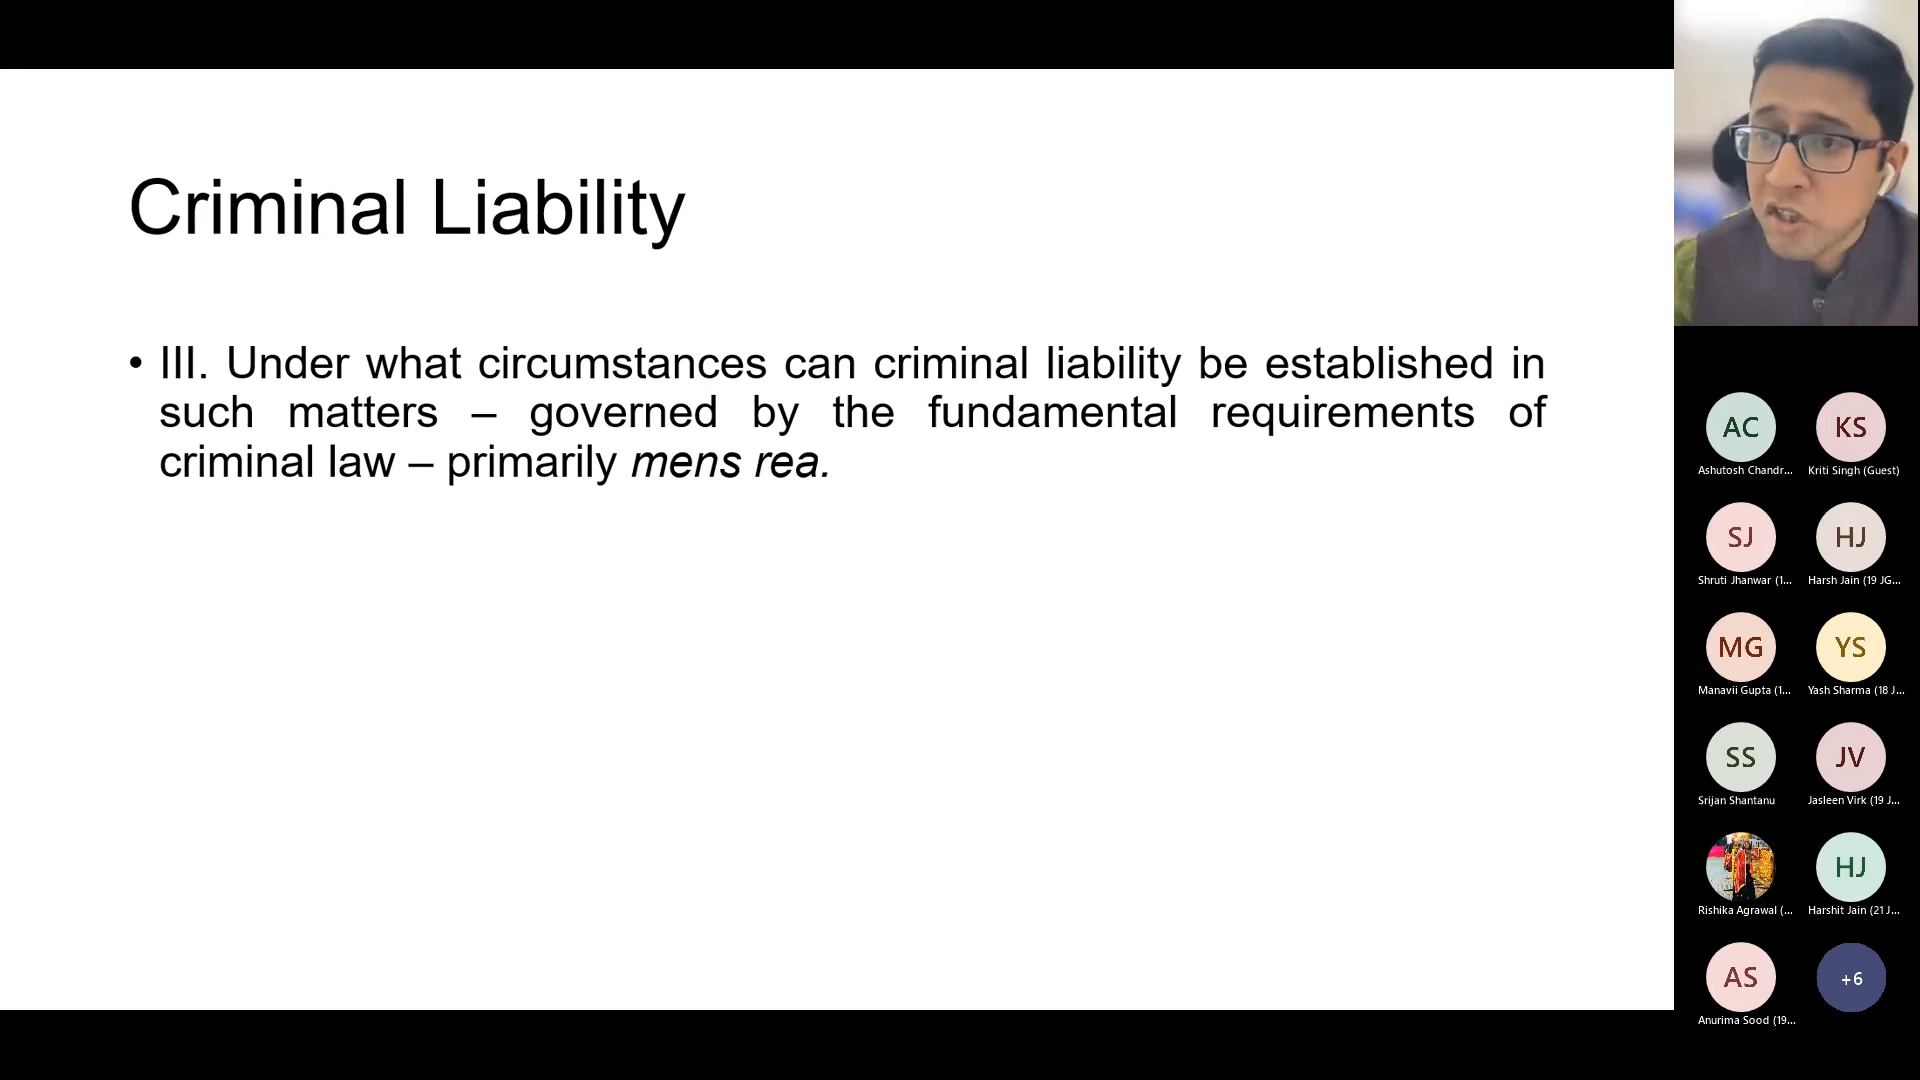 Criminal Liability
• III. Under what circumstances can criminal liability be established in
such matters – governed by the fundamental requirements of
criminal law – primarily mens rea.
AC
KS
Ashutosh Chandr...
Kriti Singh (Guest)
SJ
HJ
Shruti Jhanwar (1...
Harsh Jain (19 JG...
MG
YS
Manavii Gupta (1...
Yash Sharma (18 J...
SS
JV
Srijan Shantanu
Jasleen Virk (19 J...
Rishika Agrawal (...
HJ
Harshit Jain (21 J...
AS
+6
Anurima Sood (19...